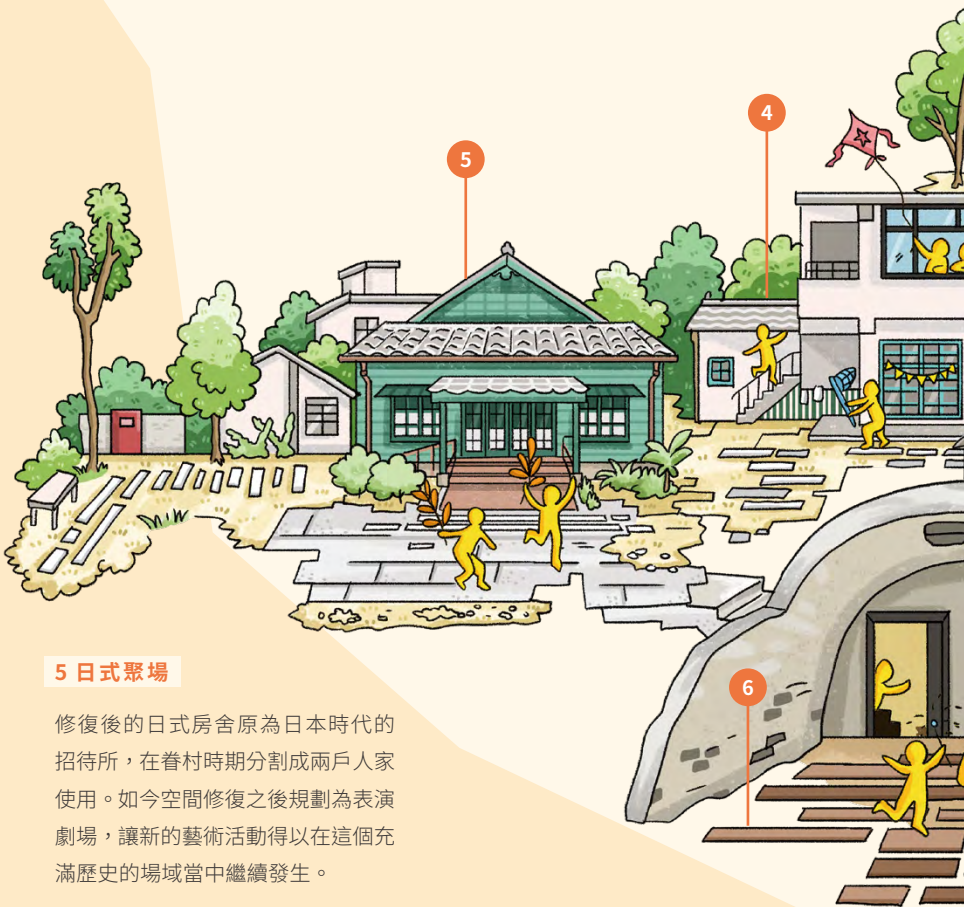 4
5
6
5 日式聚場
修復後的日式房舍原為日本時代的
招待所，在眷村時期分割成兩戶人家
使用。如今空間修復之後規劃為表演
劇場，讓新的藝術活動得以在這個充
滿歷史的場域當中繼續發生。